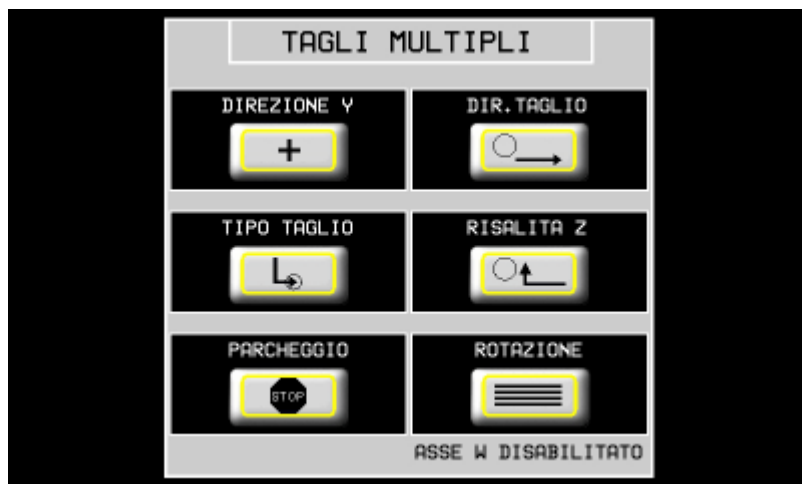 TAGLI MULTIPLI
DIREZIONE Y
DIR.TAGLIO
+
TIPO TAGLIO
RISALITA Z
PARCHEGGIO
ROTAZIONE
STOP
ASSE W DISABILITATO